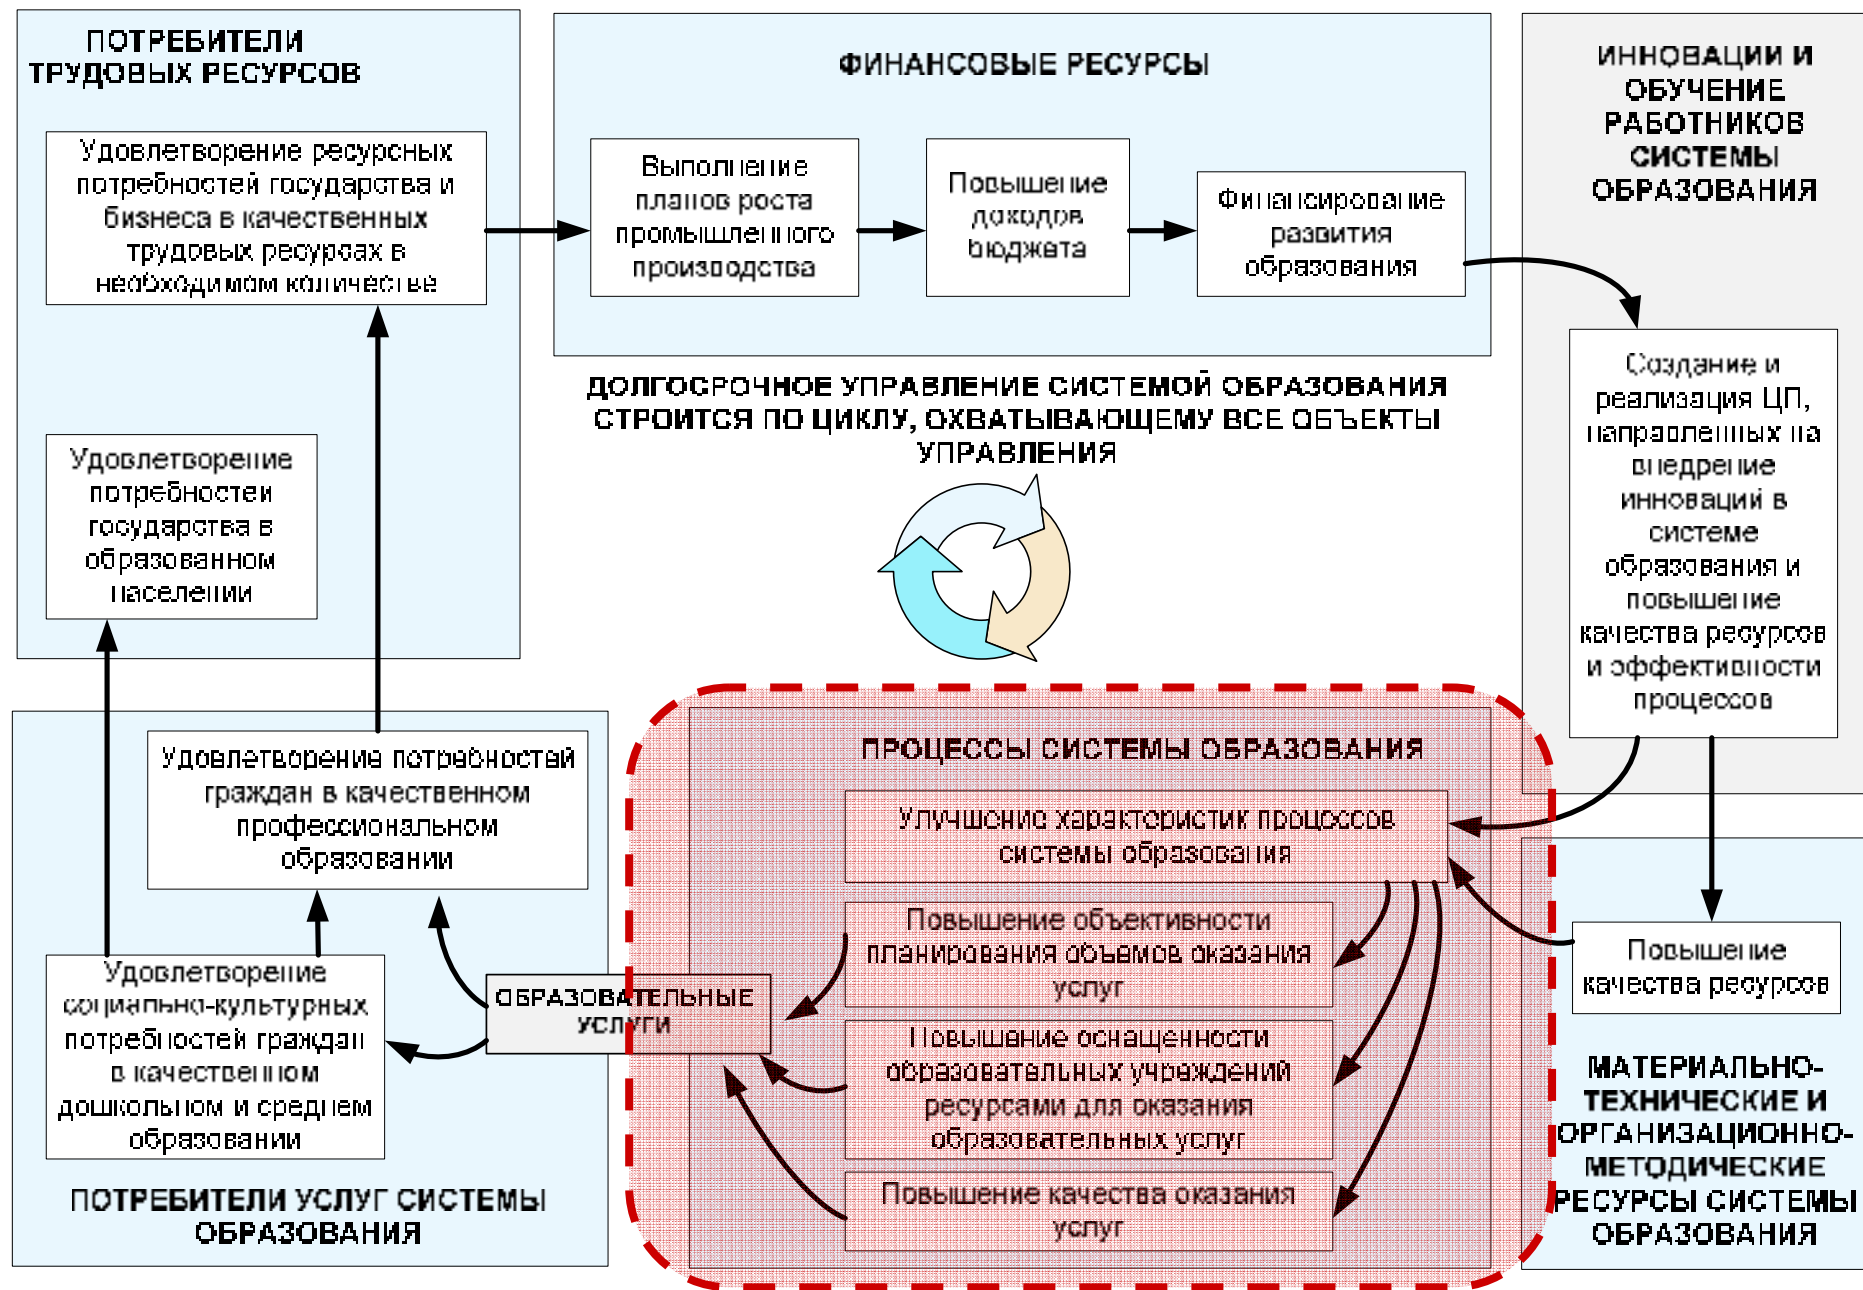 ПОТРЕБИТЕЛИ
ТРУДОВЫХ РЕСУРСОВ
Удовлетворение ресурсных
потребностей государства и
бизнеса в качественных
трудовых ресурсах в
необходимом количестве
Удовлетворение
потребностей
государства в
образованном
населении
ФИНАНСОВЫЕ РЕСУРСЫ
Выполнение
планов роста
промышленного
производства
Повышение
доходов
бюджета
Финансирование
развития
образования
ИННОВАЦИИ И
ОБУЧЕНИЕ
РАБОТНИКОВ
СИСТЕМЫ
ОБРАЗОВАНИЯ
Создание и
реализация ЦП,
направленных на
внедрение
инноваций в
системе
образования и
повышение
качества ресурсов
и эффективности
процессов
ДОЛГОСРОЧНОЕ УПРАВЛЕНИЕ СИСТЕМОЙ ОБРАЗОВАНИЯ
СТРОИТСЯ ПО ЦИКЛУ, ОХВАТЫВАЮЩЕМУ ВСЕ ОБЪЕКТЫ
УПРАВЛЕНИЯ
Удовлетворение потребностей
граждан в качественном
профессиональном
образовании
Удовлетворение
социально-культурных
потребностей граждан
в качественном
дошкольном и среднем
образовании
ПОТРЕБИТЕЛИ УСЛУГ СИСТЕМЫ
ОБРАЗОВАНИЯ
ОБРАЗОВАТЕЛЬНЫЕ
УСЛУГИ
ПРОЦЕССЫ СИСТЕМЫ ОБРАЗОВАНИЯ
Улучшение характеристик процессов
системы образования
Повышение объективности
планирования объемов оказания
услуг
Повышение оснащенности
образовательных учреждений
ресурсами для оказания
образовательных услуг
Повышение качества оказания
услуг
Повышение
качества ресурсов
МАТЕРИАЛЬНО-
ТЕХНИЧЕСКИЕ И
ОРГАНИЗАЦИОННО-
МЕТОДИЧЕСКИЕ
РЕСУРСЫ СИСТЕМЫ
ОБРАЗОВАНИЯ